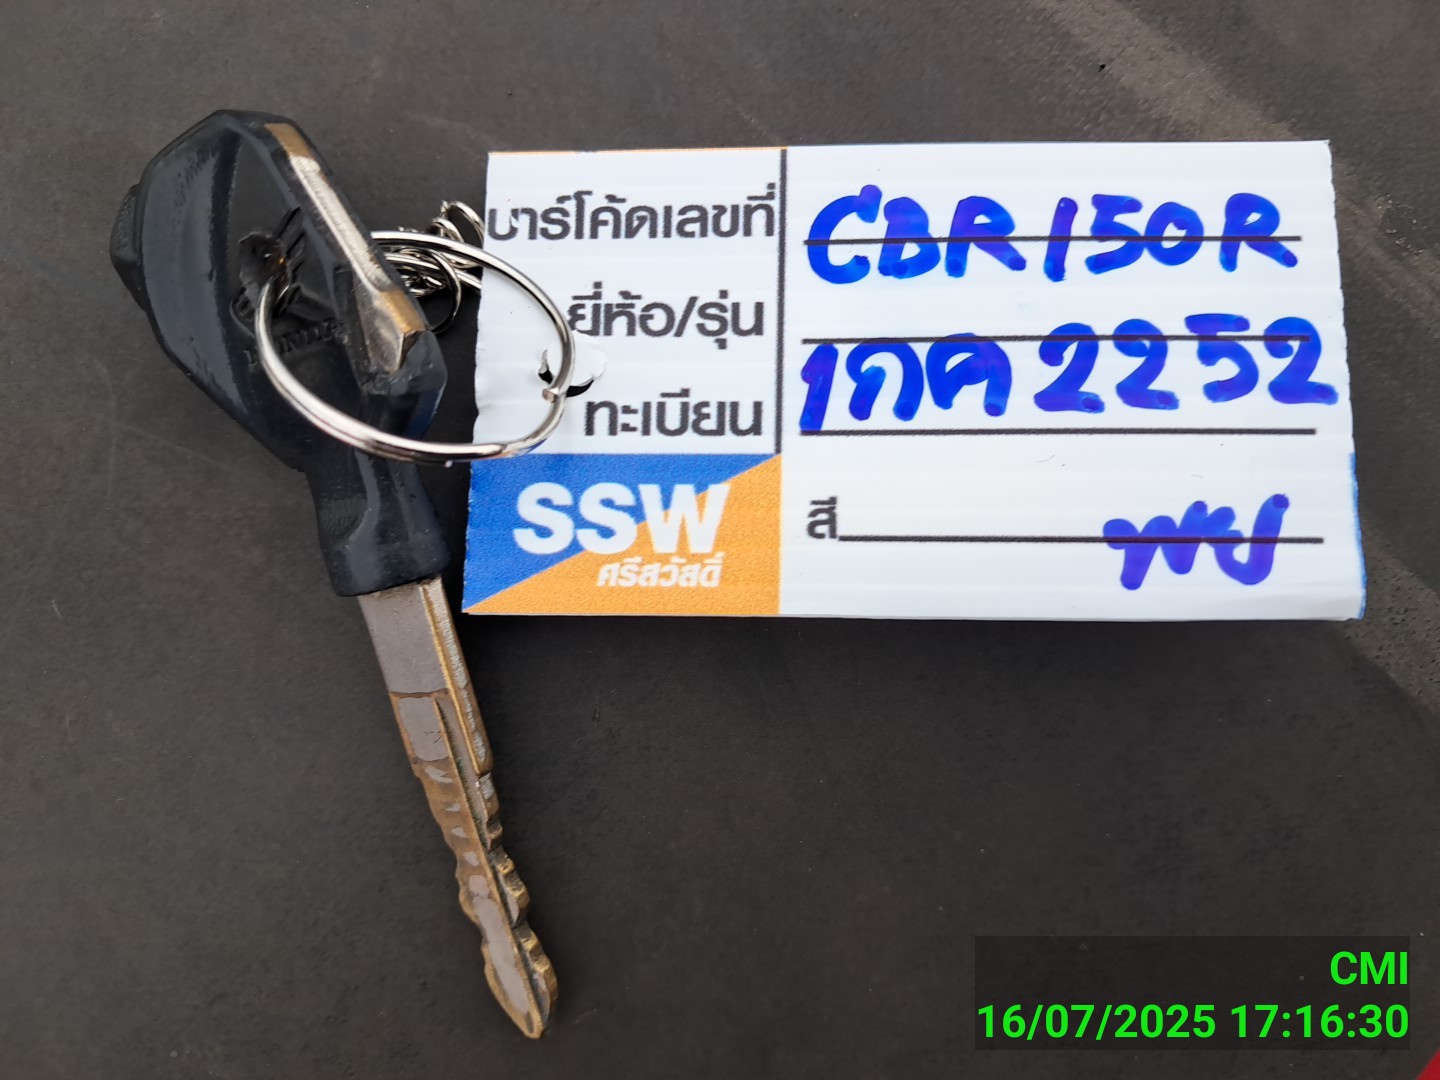 บาร์โค้ดเลขที่ CBR150R
ยี่ห้อ/รุ่น
ทะเบียน 1กค 2252
SSW
ศรีสวัสดิ์
สี
HONDA
CMI
16/07/2025 17:16:30